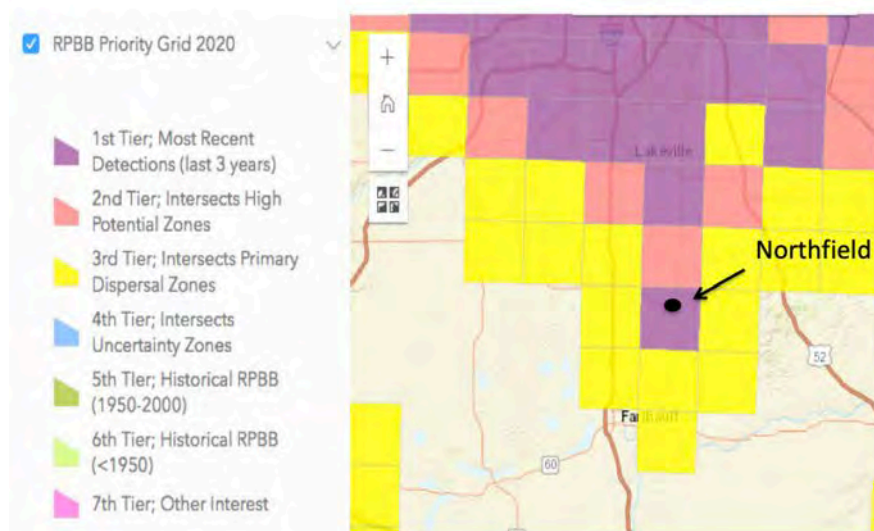 RPBB Priority Grid 2020
1st Tier; Most Recent
Detections (last 3 years)
2nd Tier; Intersects High
Potential Zones
3rd Tier; Intersects Primary
Dispersal Zones
4th Tier; Intersects
Uncertainty Zones
5th TIer; Historical RPBB
(1950-2000)
6th Tier; Historical RPBB
(<1950)
7th Tier; Other Interest
+
−
Lakeville
Northfield
52
Faribault
60